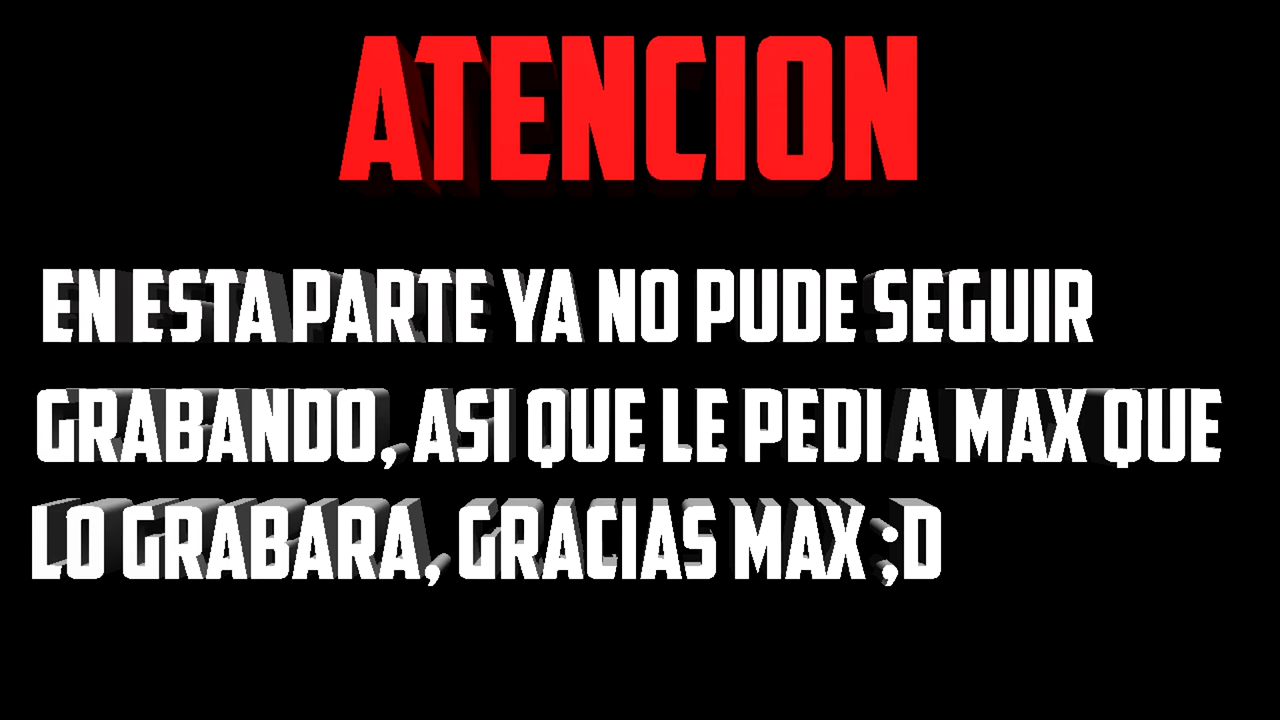 ATENCION
EN ESTA PARTE YA NO PUDE SEGUIR
GRABANDO, ASI QUE LE PEDI A MAX QUE
LO GRABARA, GRACIAS MAX ;D